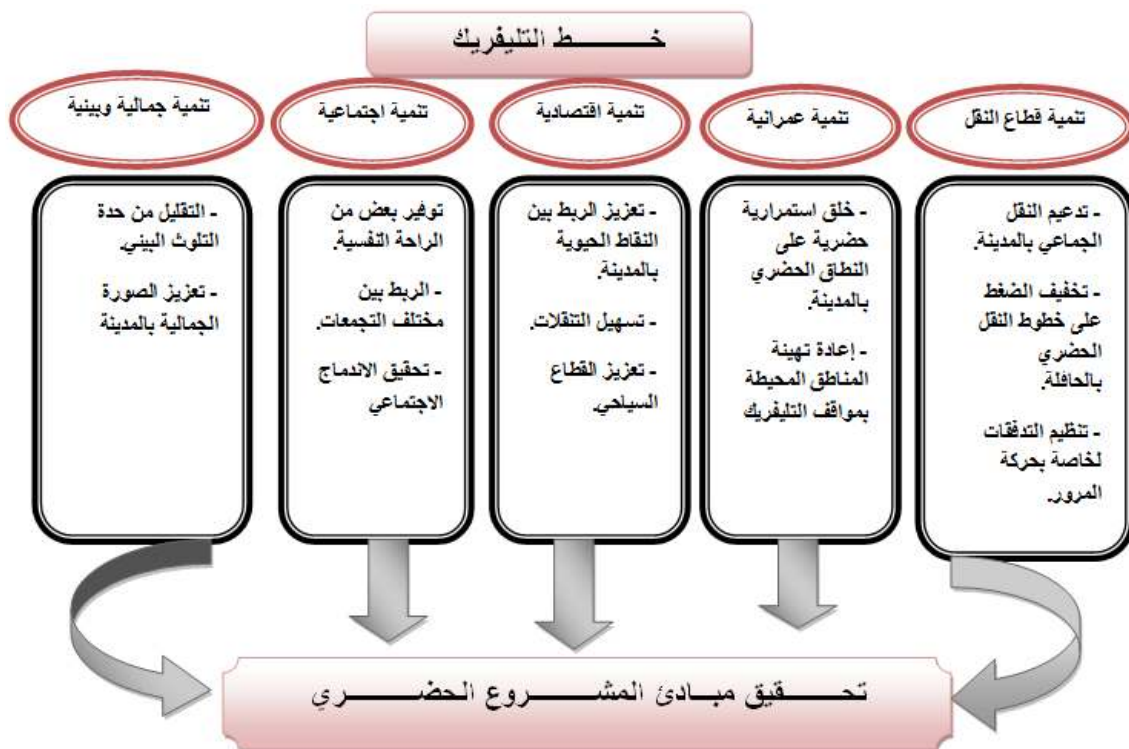 خـــــــط التليفريك
تنمية قطاع النقل
تنمية عمرانية
تنمية اقتصادية
تنمية اجتماعية
تنمية جمالية وبينية
- تدعيم النقل
الجماعي بالمدينة.
- تخفيف الضغط
على خطوط النقل
الحضري
بالحافلة.
- تنظيم التدفقات
لخاصة بحركة
المرور.
- خلق استمرارية
حضرية على
النطاق الحضري
بالمدينة.
- إعادة تهيئة
المناطق المحيطة
بمواقف التليفريك
- تعزيز الربط بين
النقاط الحيوية
بالمدينة.
- تسهيل التنقلات.
- تعزيز القطاع
السياحي.
توفير بعض من
الراحة النفسية.
- الربط بين
مختلف التجمعات.
- تحقيق الاندماج
الاجتماعي
- التقليل من حدة
التلوث البيئي.
- تعزيز الصورة
الجمالية بالمدينة
تحـــــقيق مبــادئ المشـــــروع الحضـــــري